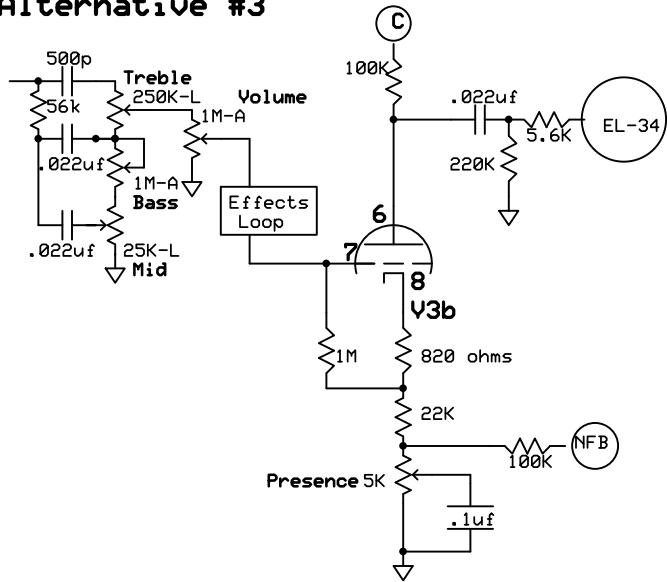 Alternative #3
C
500p
100K
Treble
250K-L
Volume
.022uf
56k
1M-A
5.6K
EL-34
.022uf
220K
1M-A
Bass
Effects
Loop
6
7
8
V3b
.022uf
25K-L
Mid
1M
820 ohms
22K
NFB
100K
Presence 5K
.1uf